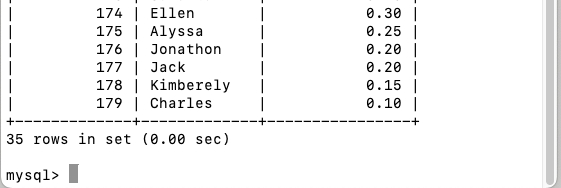 |         174 | Ellen       |           0.30 |
|         175 | Alyssa      |           0.25 |
|         176 | Jonathon    |           0.20 |
|         177 | Jack        |           0.20 |
|         178 | Kimberely   |           0.15 |
|         179 | Charles     |           0.10 |
+-------------+-------------+----------------+
35 rows in set (0.00 sec)
mysql>